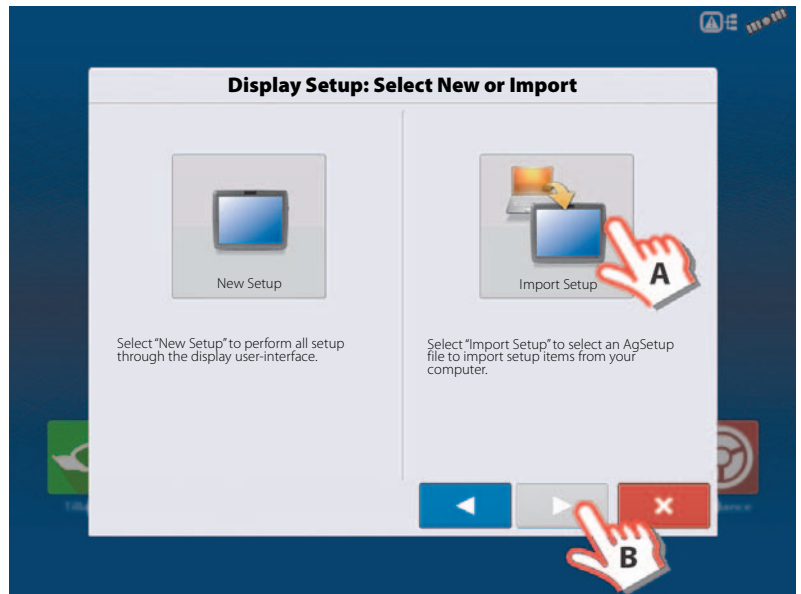 Display Setup: Select New or Import
New Setup
Import Setup
A
Select “New Setup” to perform all setup
through the display user-interface.
Select “Import Setup” to select an AgSetup
file to import setup items from your
computer.
B